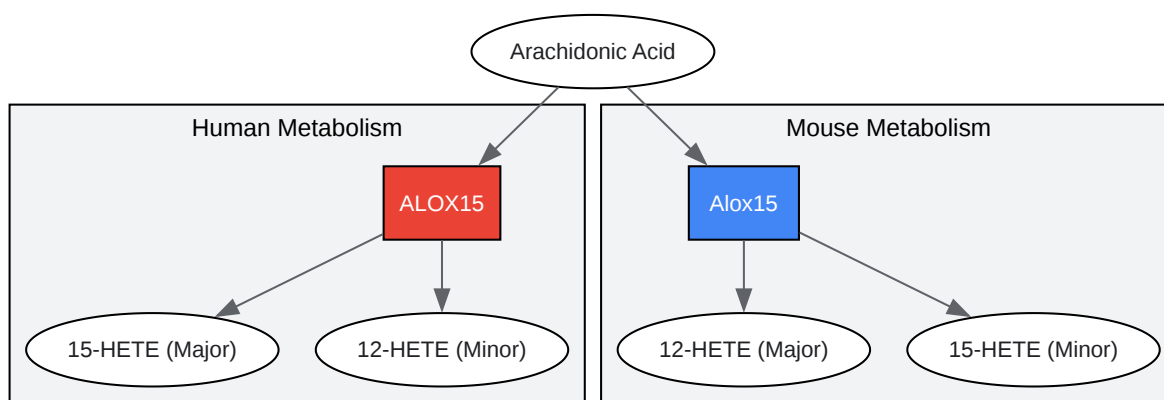 Arachidonic Acid
Human Metabolism
Mouse Metabolism
ALOX15
Alox15
15-HETE (Major)
12-HETE (Minor)
12-HETE (Major)
15-HETE (Minor)